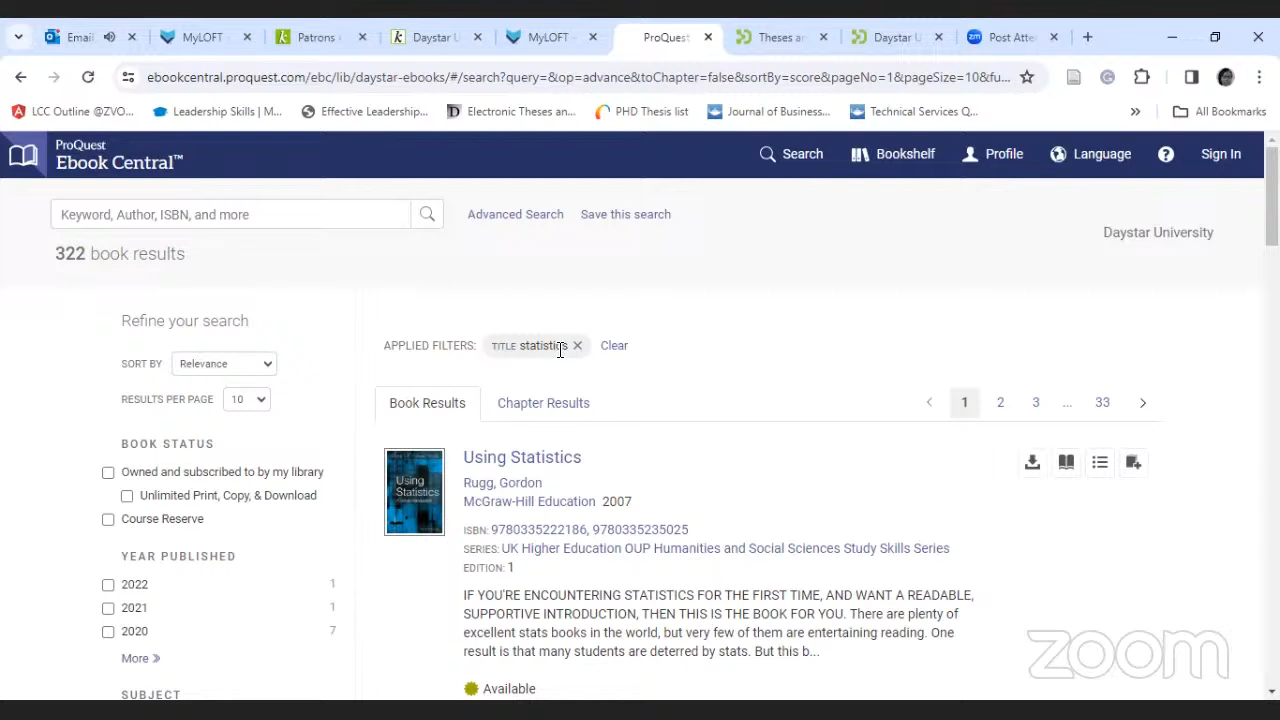 Email
MyLOFT -
Patrons
Daystar U
MyLOFT -
ProQuest
Theses a
Daystar U
Post Atte
ebookcentral.proquest.com/ebc/lib/daystar-ebooks/#/search?query=&op=advance&toChapter=false&sortBy=score&pageNo=1&pageSize=10&fu...
LCC Outline @ZVO...
Leadership Skills | M...
Effective Leadership...
Electronic Theses an...
PHD Thesis list
Journal of Business...
Technical Services Q...
»
All Bookmarks
ProQuest
Ebook Central™
Search
Bookshelf
Profile
Language
Sign In
Keyword, Author, ISBN, and more
Advanced Search
Save this search
322 book results
Daystar University
Refine your search
SORT BY Relevance
RESULTS PER PAGE 10
BOOK STATUS
Owned and subscribed to by my library
Unlimited Print, Copy, & Download
Course Reserve
YEAR PUBLISHED
2022 1
2021 1
2020 7
More »
SUBJECT
APPLIED FILTERS: TITLE statistics × Clear
Book Results
Chapter Results
< 1 2 3 ... 33 >
Using Statistics
Using Statistics
Rugg, Gordon
McGraw-Hill Education 2007
ISBN: 9780335222186, 9780335235025
SERIES: UK Higher Education OUP Humanities and Social Sciences Study Skills Series
EDITION: 1
IF YOU'RE ENCOUNTERING STATISTICS FOR THE FIRST TIME, AND WANT A READABLE,
SUPPORTIVE INTRODUCTION, THEN THIS IS THE BOOK FOR YOU. There are plenty of
excellent stats books in the world, but very few of them are entertaining reading. One
result is that many students are deterred by stats. But this b...
Available
zoom